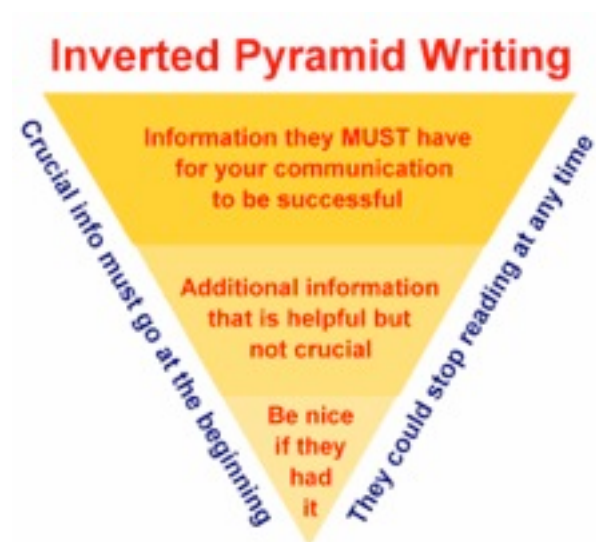 Inverted Pyramid Writing
Information they MUST have
for your communication
to be successful
Additional information
that is helpful but
not crucial
Be nice
if they
had
it
Crucial info must go at the beginning
They could stop reading at any time